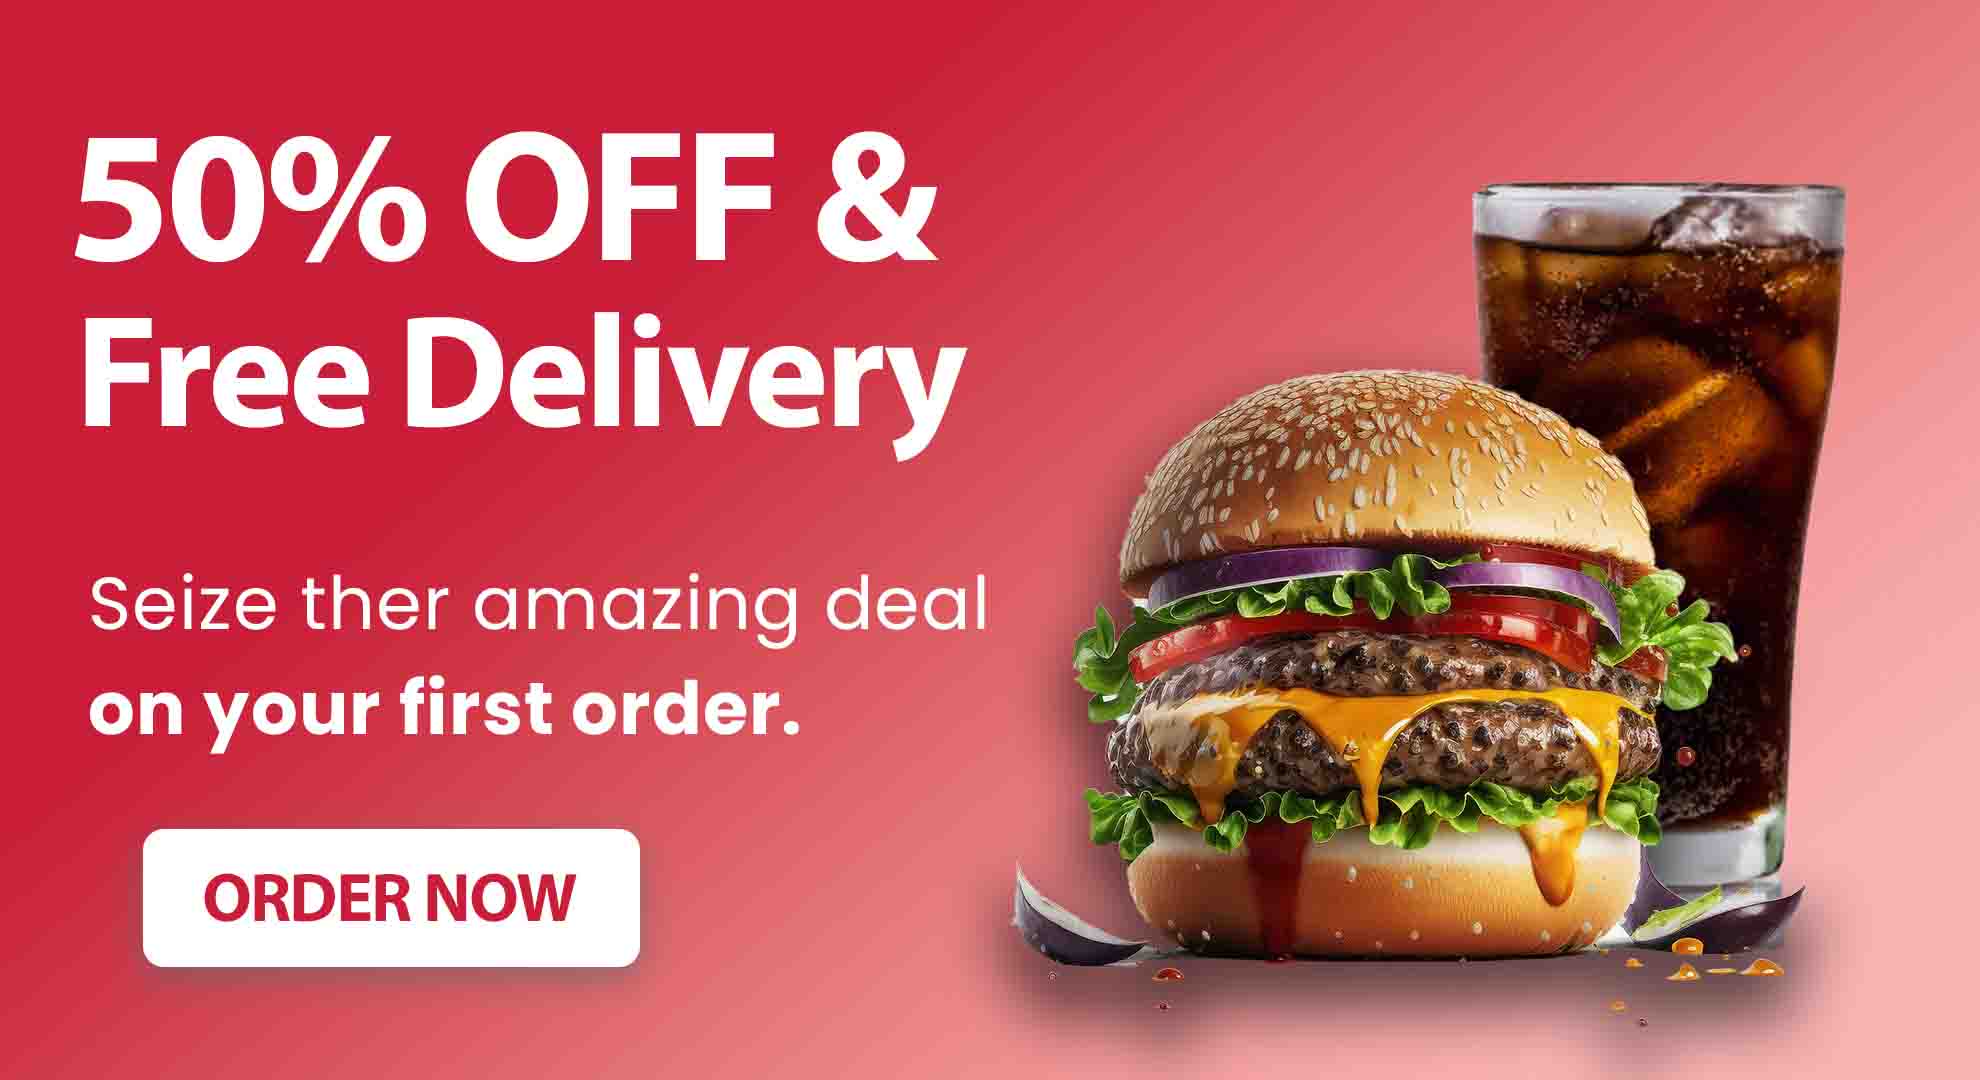 50% OFF &
Free Delivery
Seize ther amazing deal
on your first order.
ORDER NOW